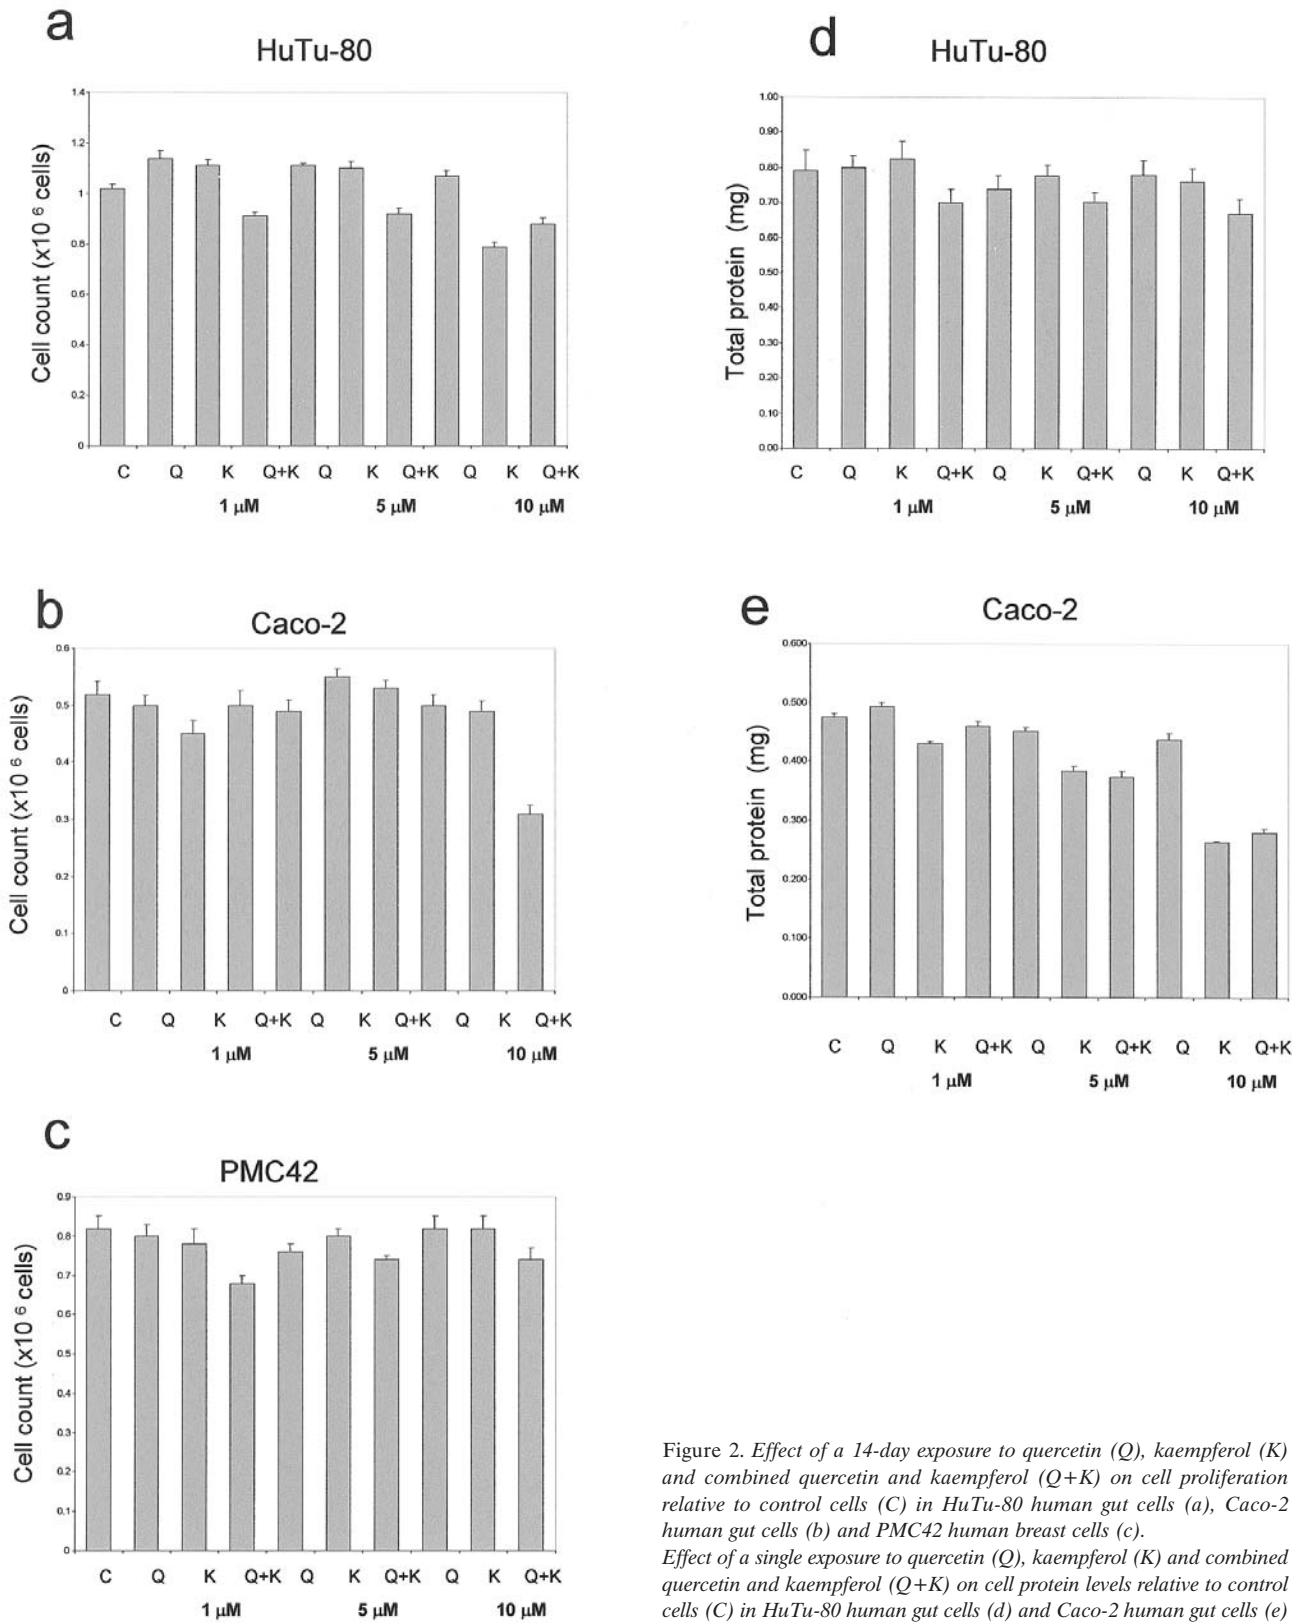 a
HuTu-80
Cell count (x10 6 cells)
1.4
1.2
1
0.8
0.6
0.4
0.2
0
C Q K Q+K Q K Q+K Q K Q+K
1 µM 5 µM 10 µM
d
HuTu-80
Total protein (mg)
1.00
0.90
0.80
0.70
0.60
0.50
0.40
0.30
0.20
0.10
0.00
C Q K Q+K Q K Q+K Q K Q+K
1 µM 5 µM 10 µM
b
Caco-2
Cell count (x10 6 cells)
0.6
0.5
0.4
0.3
0.2
0.1
0
C Q K Q+K Q K Q+K Q K Q+K
1 µM 5 µM 10 µM
e
Caco-2
Total protein (mg)
0.600
0.500
0.400
0.300
0.200
0.100
0.000
C Q K Q+K Q K Q+K Q K Q+K
1 µM 5 µM 10 µM
c
PMC42
Cell count (x10 6 cells)
0.9
0.8
0.7
0.6
0.5
0.4
0.3
0.2
0.1
0
C Q K Q+K Q K Q+K Q K Q+K
1 µM 5 µM 10 µM
Figure 2. Effect of a 14-day exposure to quercetin (Q), kaempferol (K)
and combined quercetin and kaempferol (Q+K) on cell proliferation
relative to control cells (C) in HuTu-80 human gut cells (a), Caco-2
human gut cells (b) and PMC42 human breast cells (c).
Effect of a single exposure to quercetin (Q), kaempferol (K) and combined
quercetin and kaempferol (Q+K) on cell protein levels relative to control
cells (C) in HuTu-80 human gut cells (d) and Caco-2 human gut cells (e)